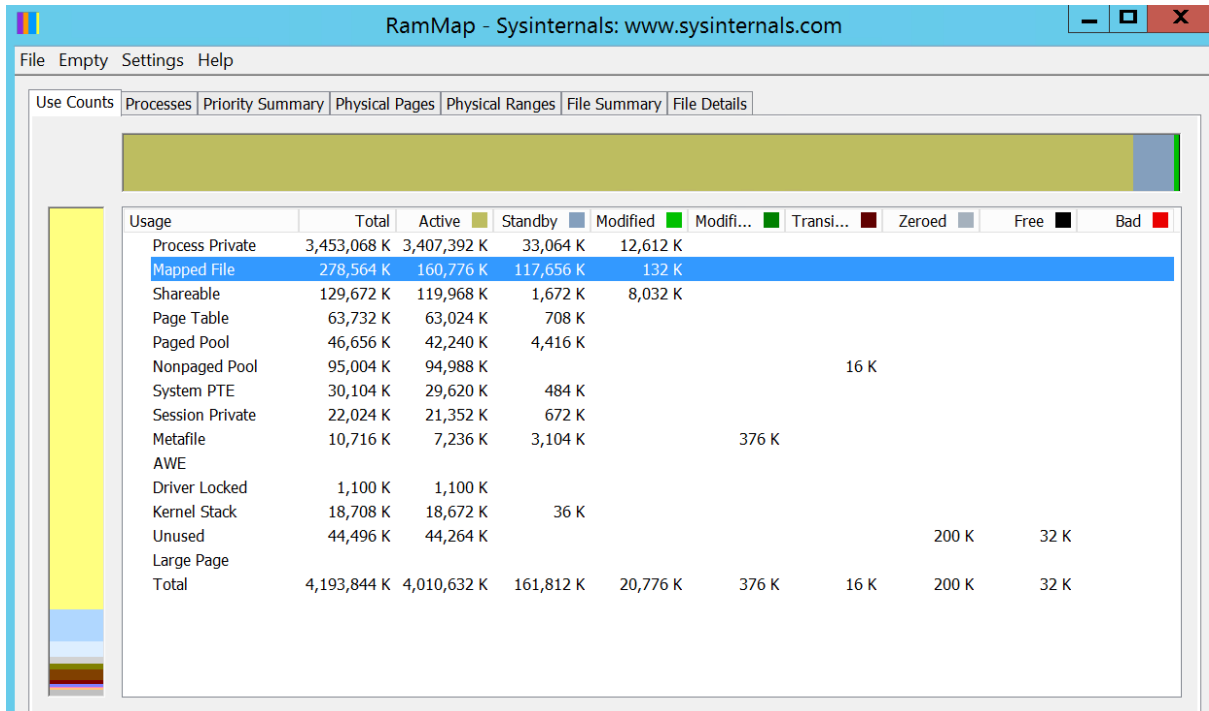 RamMap - Sysinternals: www.sysinternals.com
File Empty Settings Help
Use Counts Processes Priority Summary Physical Pages Physical Ranges File Summary File Details
Usage Total Active Standby Modified Modifi... Transi... Zeroed Free Bad
Process Private 3,453,068 K 3,407,392 K 33,064 K 12,612 K
Mapped File 278,564 K 160,776 K 117,656 K 132 K
Shareable 129,672 K 119,968 K 1,672 K 8,032 K
Page Table 63,732 K 63,024 K 708 K
Paged Pool 46,656 K 42,240 K 4,416 K
Nonpaged Pool 95,004 K 94,988 K 16 K
System PTE 30,104 K 29,620 K 484 K
Session Private 22,024 K 21,352 K 672 K
Metafile 10,716 K 7,236 K 3,104 K 376 K
AWE
Driver Locked 1,100 K 1,100 K
Kernel Stack 18,708 K 18,672 K 36 K
Unused 44,496 K 44,264 K 200 K 32 K
Large Page
Total 4,193,844 K 4,010,632 K 161,812 K 20,776 K 376 K 16 K 200 K 32 K